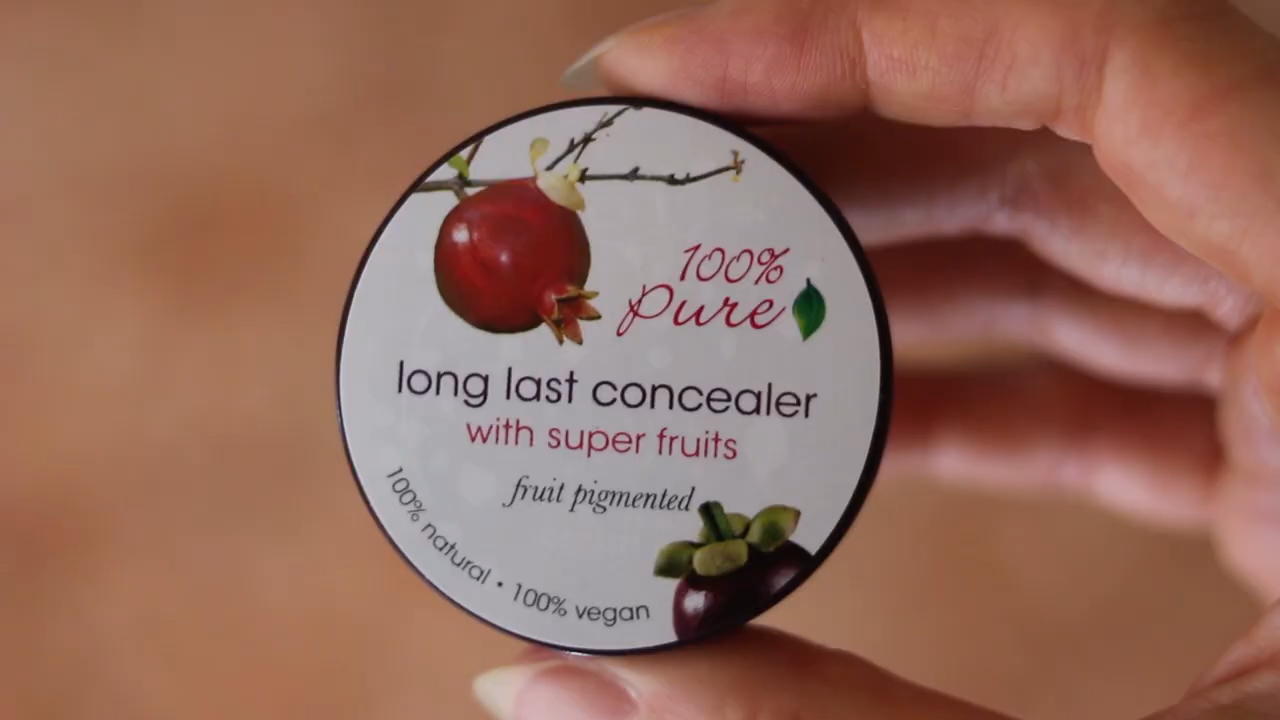 100%
Pure
long last concealer
with super fruits
fruit pigmented
100% natural • 100% vegan